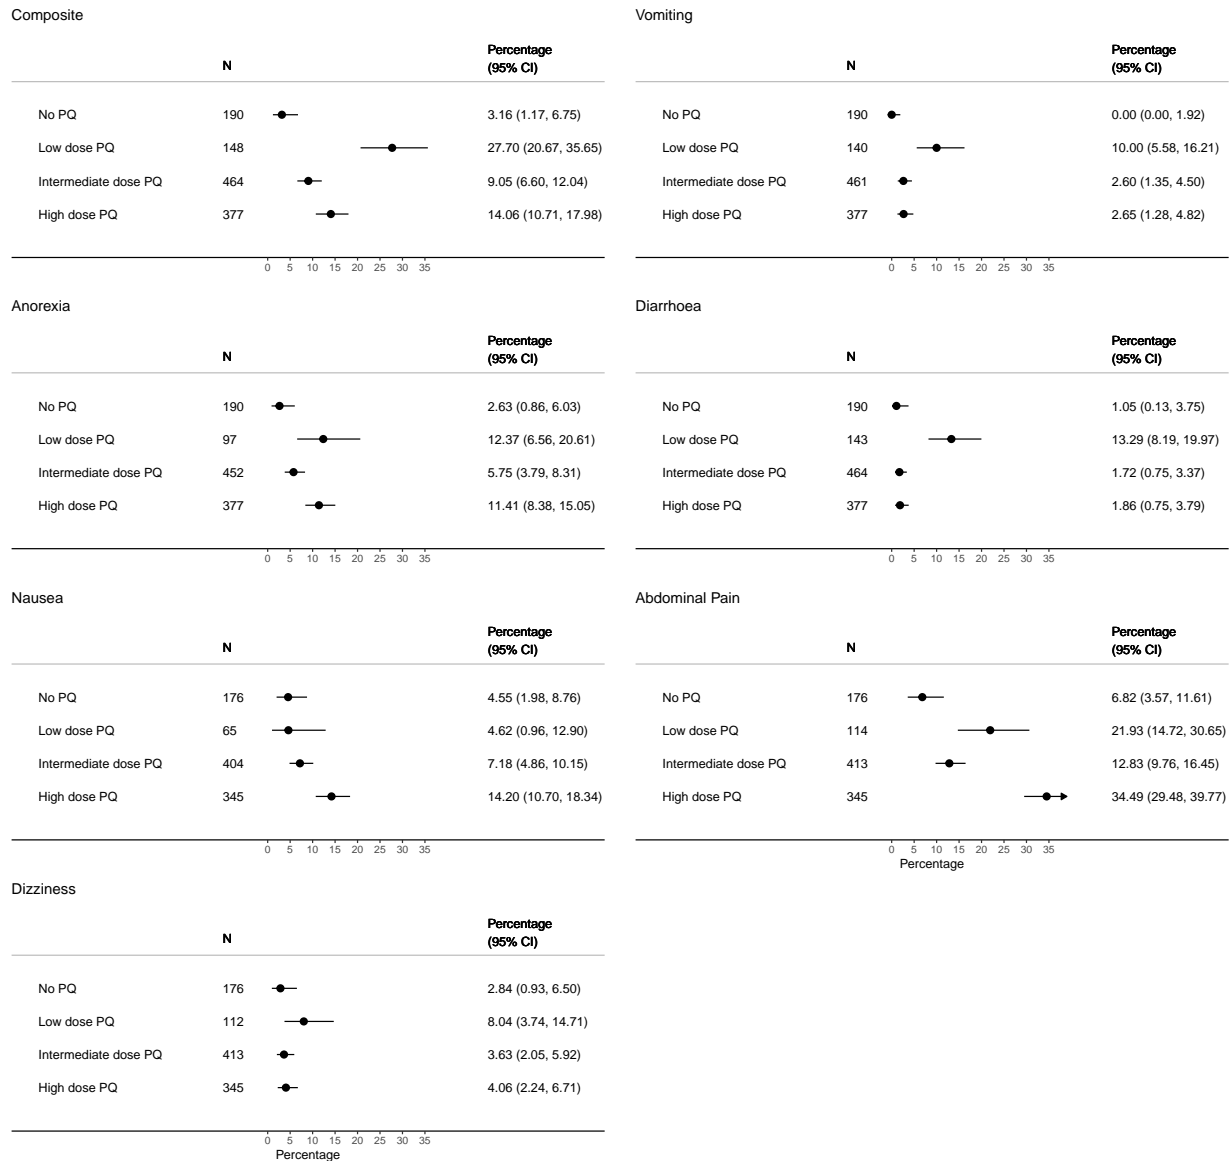 Composite
N Percentage
(95% CI)
No PQ 190 3.16 (1.17, 6.75)
Low dose PQ 148 27.70 (20.67, 35.65)
Intermediate dose PQ 464 9.05 (6.60, 12.04)
High dose PQ 377 14.06 (10.71, 17.98)
0 5 10 15 20 25 30 35
Vomiting
N Percentage
(95% CI)
No PQ 190 0.00 (0.00, 1.92)
Low dose PQ 140 10.00 (5.58, 16.21)
Intermediate dose PQ 461 2.60 (1.35, 4.50)
High dose PQ 377 2.65 (1.28, 4.82)
0 5 10 15 20 25 30 35
Anorexia
N Percentage
(95% CI)
No PQ 190 2.63 (0.86, 6.03)
Low dose PQ 97 12.37 (6.56, 20.61)
Intermediate dose PQ 452 5.75 (3.79, 8.31)
High dose PQ 377 11.41 (8.38, 15.05)
0 5 10 15 20 25 30 35
Diarrhoea
N Percentage
(95% CI)
No PQ 190 1.05 (0.13, 3.75)
Low dose PQ 143 13.29 (8.19, 19.97)
Intermediate dose PQ 464 1.72 (0.75, 3.37)
High dose PQ 377 1.86 (0.75, 3.79)
0 5 10 15 20 25 30 35
Nausea
N Percentage
(95% CI)
No PQ 176 4.55 (1.98, 8.76)
Low dose PQ 65 4.62 (0.96, 12.90)
Intermediate dose PQ 404 7.18 (4.86, 10.15)
High dose PQ 345 14.20 (10.70, 18.34)
0 5 10 15 20 25 30 35
Abdominal Pain
N Percentage
(95% CI)
No PQ 176 6.82 (3.57, 11.61)
Low dose PQ 114 21.93 (14.72, 30.65)
Intermediate dose PQ 413 12.83 (9.76, 16.45)
High dose PQ 345 34.49 (29.48, 39.77)
0 5 10 15 20 25 30 35
Percentage
Dizziness
N Percentage
(95% CI)
No PQ 176 2.84 (0.93, 6.50)
Low dose PQ 112 8.04 (3.74, 14.71)
Intermediate dose PQ 413 3.63 (2.05, 5.92)
High dose PQ 345 4.06 (2.24, 6.71)
0 5 10 15 20 25 30 35
Percentage